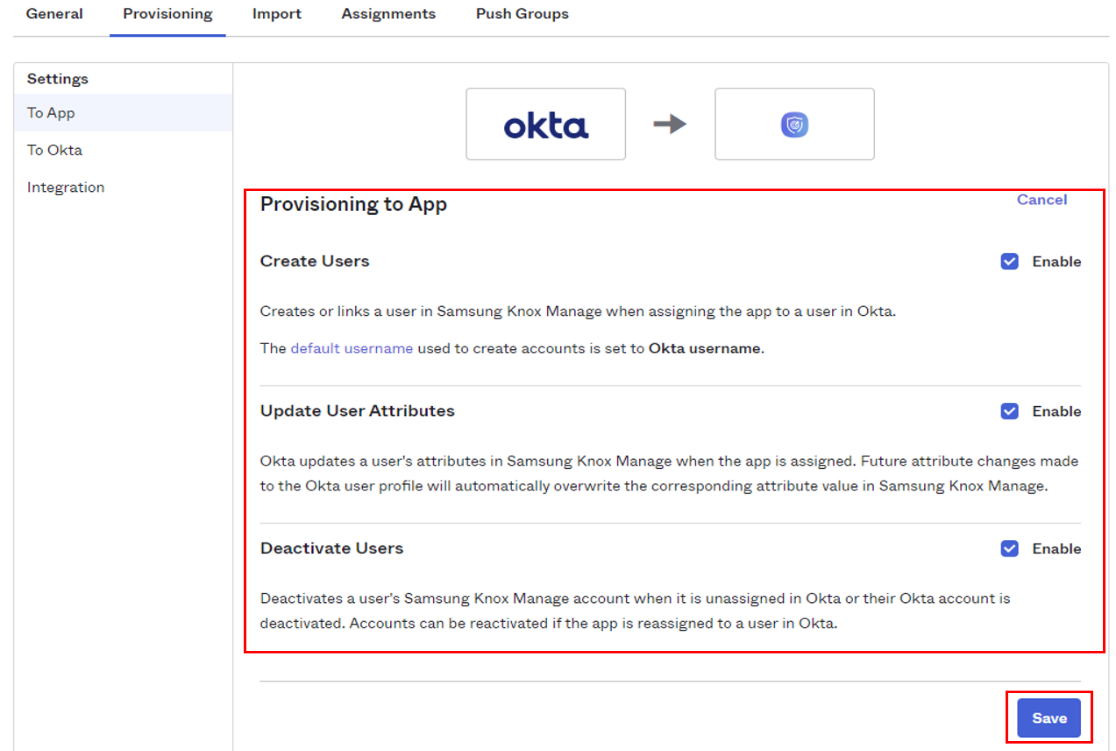 General Provisioning Import Assignments Push Groups
Settings
To App
To Okta
Integration
okta
Provisioning to App
Cancel
Create Users
Enable
Creates or links a user in Samsung Knox Manage when assigning the app to a user in Okta.
The default username used to create accounts is set to Okta username.
Update User Attributes
Enable
Okta updates a user's attributes in Samsung Knox Manage when the app is assigned. Future attribute changes made
to the Okta user profile will automatically overwrite the corresponding attribute value in Samsung Knox Manage.
Deactivate Users
Enable
Deactivates a user's Samsung Knox Manage account when it is unassigned in Okta or their Okta account is
deactivated. Accounts can be reactivated if the app is reassigned to a user in Okta.
Save